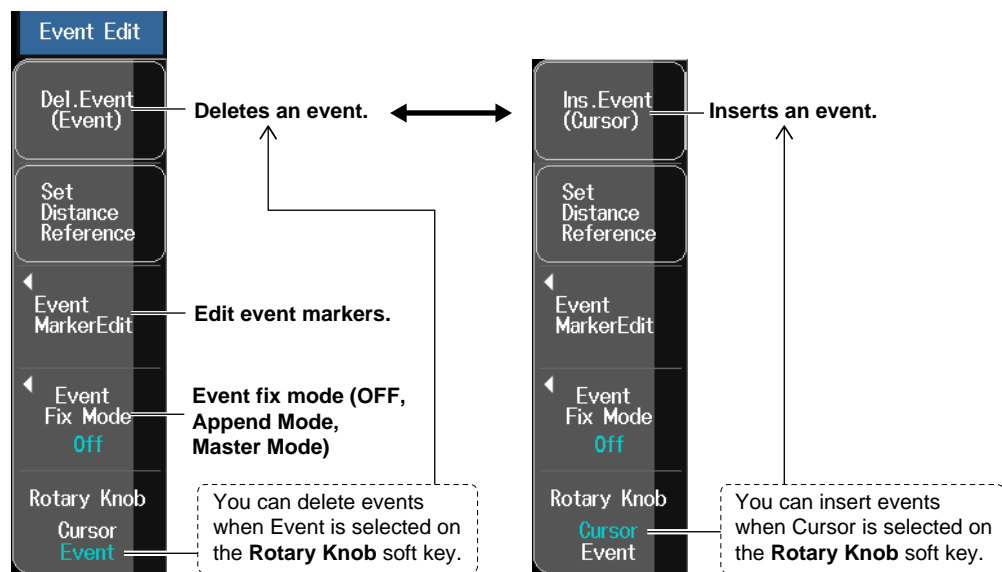 Event Edit
Del.Event
(Event)
Deletes an event.
Set
Distance
Reference
Event
MarkerEdit
Edit event markers.
Event
Fix Mode
Off
Event fix mode (OFF,
Append Mode,
Master Mode)
Rotary Knob
Cursor
Event
You can delete events
when Event is selected on
the Rotary Knob soft key.
Ins.Event
(Cursor)
Inserts an event.
Set
Distance
Reference
Event
MarkerEdit
Event
Fix Mode
Off
Rotary Knob
Cursor
Event
You can insert events
when Cursor is selected on
the Rotary Knob soft key.